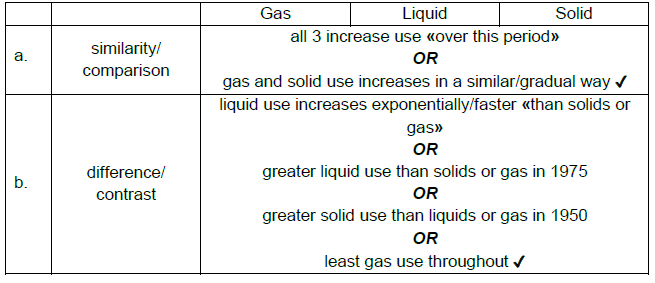 Gas Liquid Solid
a. similarity/
comparison
all 3 increase use «over this period»
OR
gas and solid use increases in a similar/gradual way ✔
b. difference/
contrast
liquid use increases exponentially/faster «than solids or
gas»
OR
greater liquid use than solids or gas in 1975
OR
greater solid use than liquids or gas in 1950
OR
least gas use throughout ✔